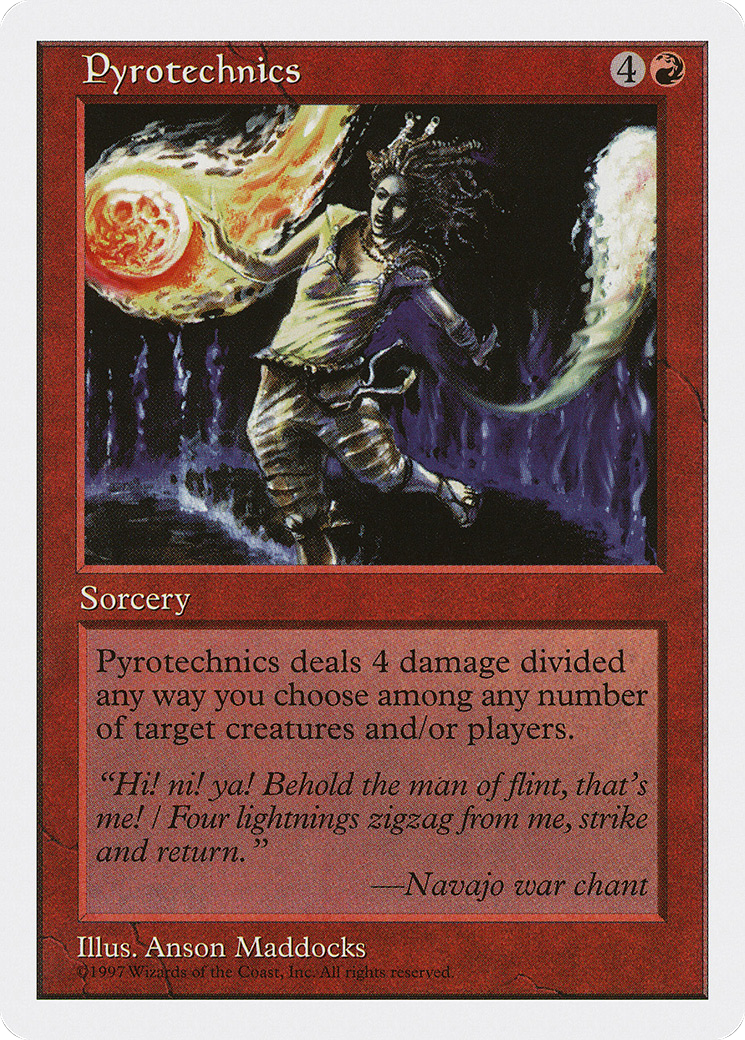 Pyrotechnics 4
Sorcery
Pyrotechnics deals 4 damage divided
any way you choose among any number
of target creatures and/or players.
“Hi! ni! ya! Behold the man of flint, that’s
me! / Four lightnings zigzag from me, strike
and return.”
—Navajo war chant
Illus. Anson Maddocks
©1997 Wizards of the Coast, Inc. All rights reserved.